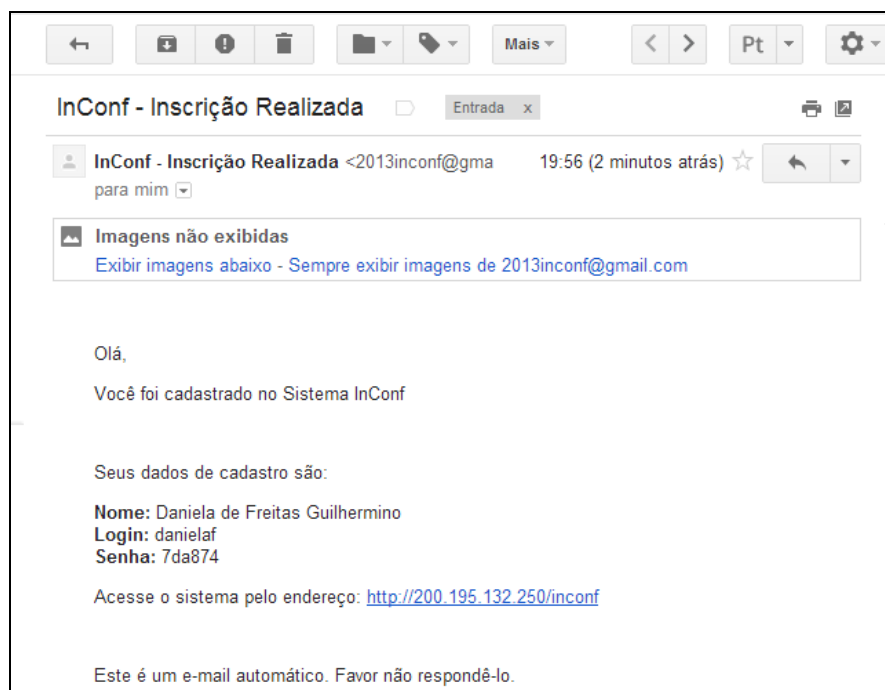 Mais
Pt
InConf - Inscrição Realizada
Entrada x
InConf - Inscrição Realizada <2013inconf@gma 19:56 (2 minutos atrás)
para mim
Imagens não exibidas
Exibir imagens abaixo - Sempre exibir imagens de 2013inconf@gmail.com
Olá,
Você foi cadastrado no Sistema InConf
Seus dados de cadastro são:
Nome: Daniela de Freitas Guilhermino
Login: danielaf
Senha: 7da874
Acesse o sistema pelo endereço: http://200.195.132.250/inconf
Este é um e-mail automático. Favor não respondê-lo.